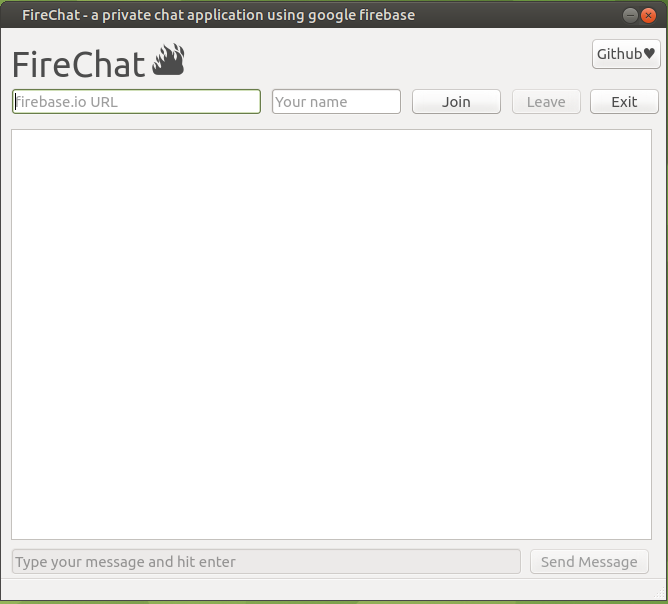 FireChat - a private chat application using google firebase
FireChat
Github♥
firebase.io URL
Your name
Join
Leave
Exit
Type your message and hit enter
Send Message